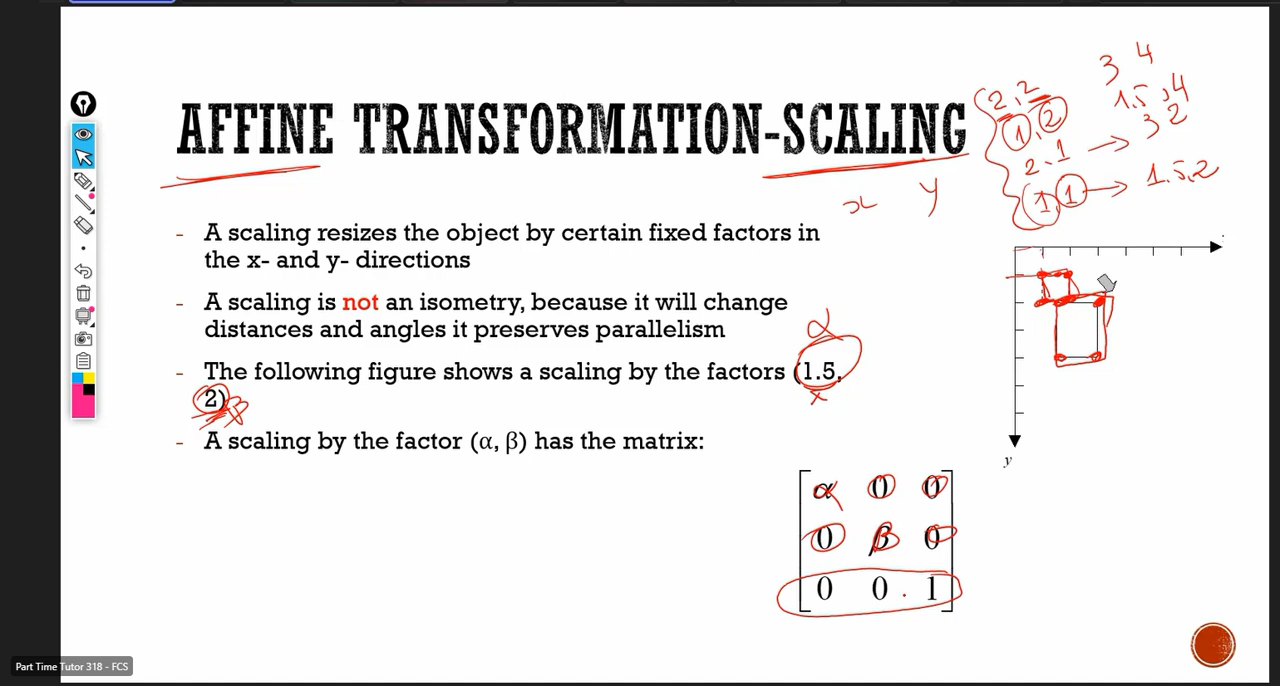 AFFINE TRANSFORMATION-SCALING
3 4
2, 2
1.5, 4
1, 2
3 2
2, 1 →
1, 1 → 1.5, 2
x y
- A scaling resizes the object by certain fixed factors in
the x- and y- directions
- A scaling is not an isometry, because it will change
distances and angles it preserves parallelism
α
- The following figure shows a scaling by the factors (1.5,
2)
β
x
- A scaling by the factor (α, β) has the matrix:
y
α 0 0
0 β 0
0 0 1
Part Time Tutor 318 - FCS